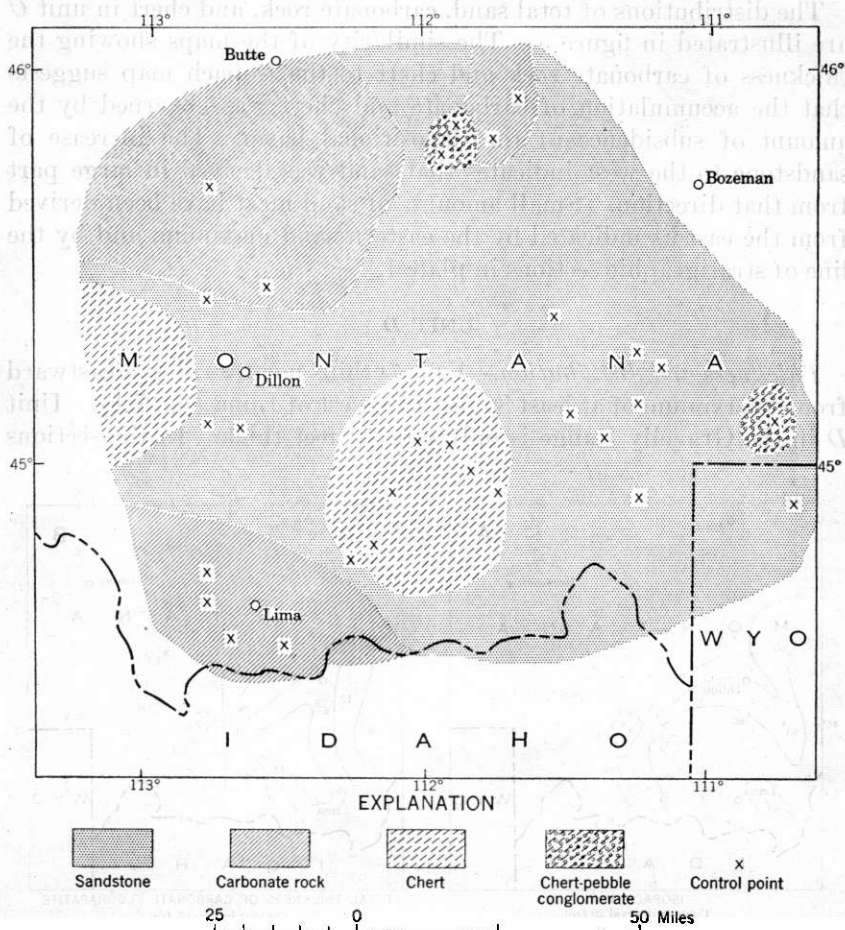 113° 112° 111°
Butte
46° 46°
Bozeman
M O N T A N A
Dillon
45° 45°
Lima
W Y O
I D A H O
113° 112° 111°
EXPLANATION
Sandstone
Carbonate rock
Chert
Chert-pebble
conglomerate
x
Control point
25 0 50 Miles